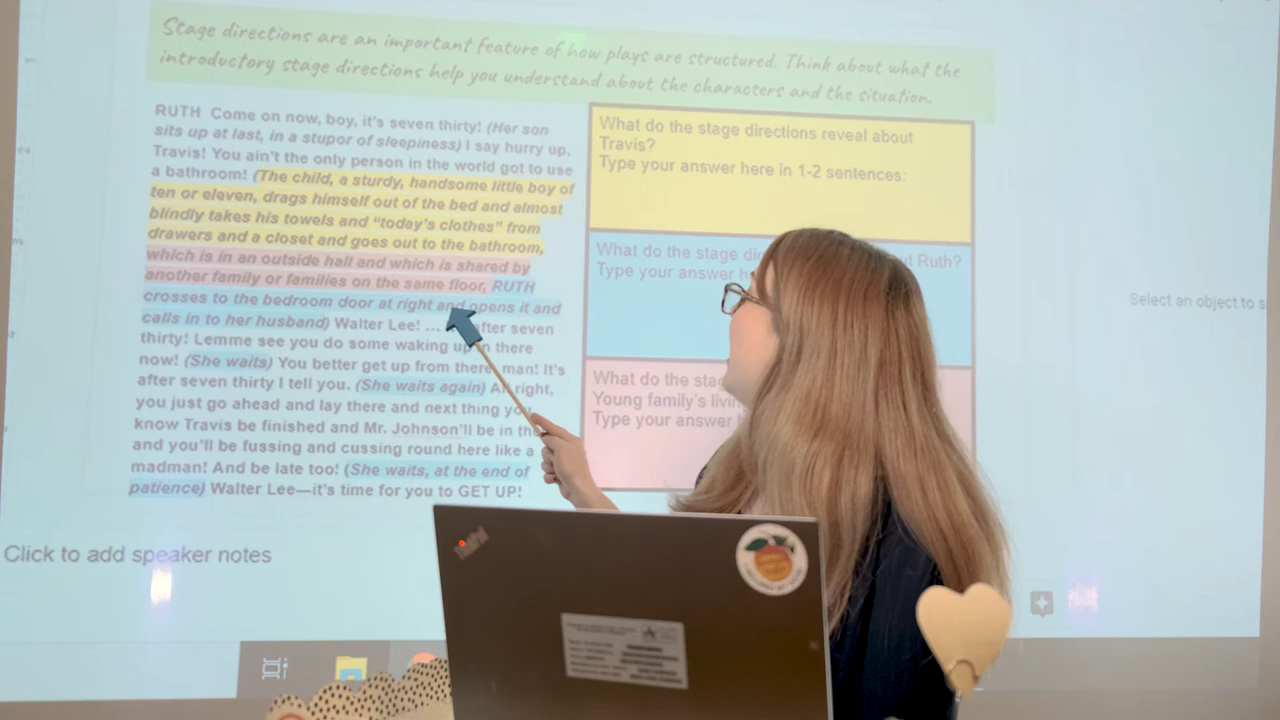 Stage directions are an important feature of how plays are structured. Think about what the
introductory stage directions help you understand about the characters and the situation.
RUTH Come on now, boy, it's seven thirty! (Her son
sits up at last, in a stupor of sleepiness) I say hurry up,
Travis! You ain't the only person in the world got to use
a bathroom! (The child, a sturdy, handsome little boy of
ten or eleven, drags himself out of the bed and almost
blindly takes his towels and “today's clothes” from
drawers and a closet and goes out to the bathroom,
which is in an outside hall and which is shared by
another family or families on the same floor, RUTH
crosses to the bedroom door at right and opens it and
calls in to her husband) Walter Lee! ... after seven
thirty! Lemme see you do some waking up in there
now! (She waits) You better get up from there, man! It's
after seven thirty I tell you. (She waits again) All right,
you just go ahead and lay there and next thing you
know Travis be finished and Mr. Johnson'll be in the
and you'll be fussing and cussing round here like a
madman! And be late too! (She waits, at the end of
patience) Walter Lee—it's time for you to GET UP!
What do the stage directions reveal about
Travis?
Type your answer here in 1-2 sentences:
What do the stage Ruth?
Type your answer
What do the
Young family's
Type your answer
Select an object to
Click to add speaker notes